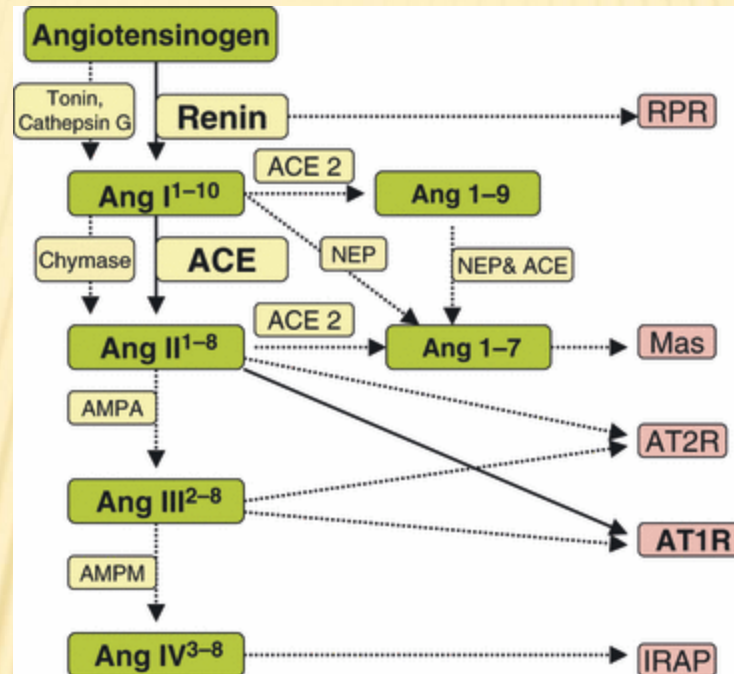 Angiotensinogen
Tonin,
Cathepsin G
Renin
RPR
ACE 2
Ang I¹⁻¹⁰
Ang 1–9
Chymase
ACE
NEP
NEP& ACE
ACE 2
Ang II¹⁻⁸
Ang 1–7
Mas
AMPA
AT2R
Ang III²⁻⁸
AT1R
AMPM
Ang IV³⁻⁸
IRAP